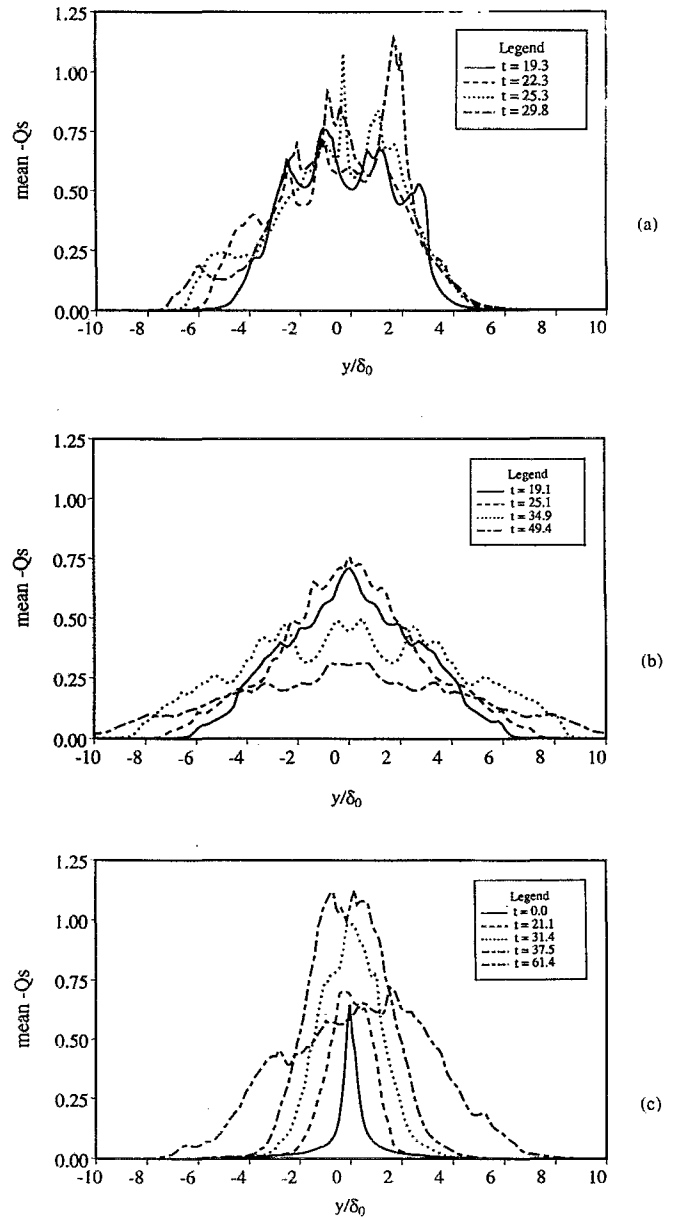 1.25
1.00
0.75
0.50
0.25
0.00
mean -Qs
Legend
t = 19.3
t = 22.3
t = 25.3
t = 29.8
(a)
-10 -8 -6 -4 -2 0 2 4 6 8 10
y/δ₀
1.25
1.00
0.75
0.50
0.25
0.00
mean -Qs
Legend
t = 19.1
t = 25.1
t = 34.9
t = 49.4
(b)
-10 -8 -6 -4 -2 0 2 4 6 8 10
y/δ₀
1.25
1.00
0.75
0.50
0.25
0.00
mean -Qs
Legend
t = 0.0
t = 21.1
t = 31.4
t = 37.5
t = 61.4
(c)
-10 -8 -6 -4 -2 0 2 4 6 8 10
y/δ₀